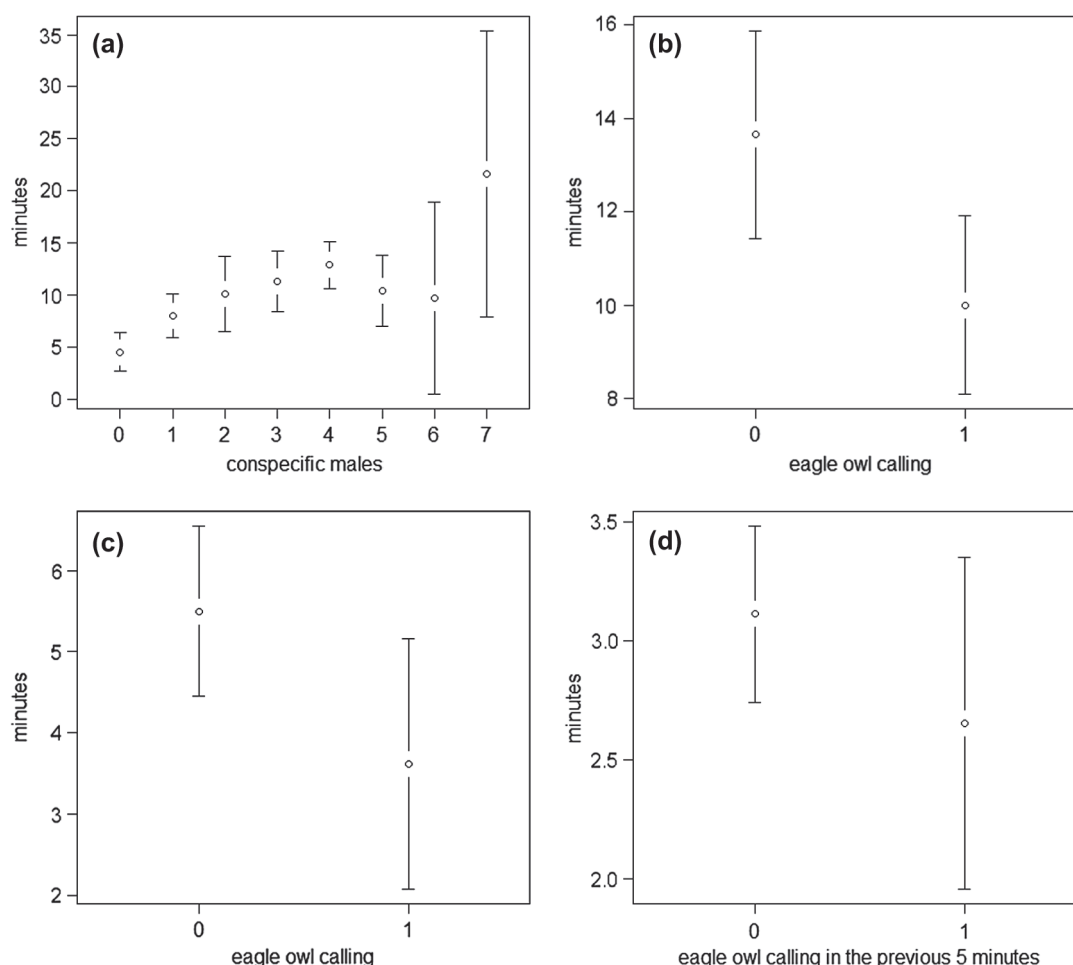 (a)
minutes
35
30
25
20
15
10
5
0
0 1 2 3 4 5 6 7
conspecific males
(b)
minutes
16
14
12
10
8
0 1
eagle owl calling
(c)
minutes
6
5
4
3
2
0 1
eagle owl calling
(d)
minutes
3.5
3.0
2.5
2.0
0 1
eagle owl calling in the previous 5 minutes